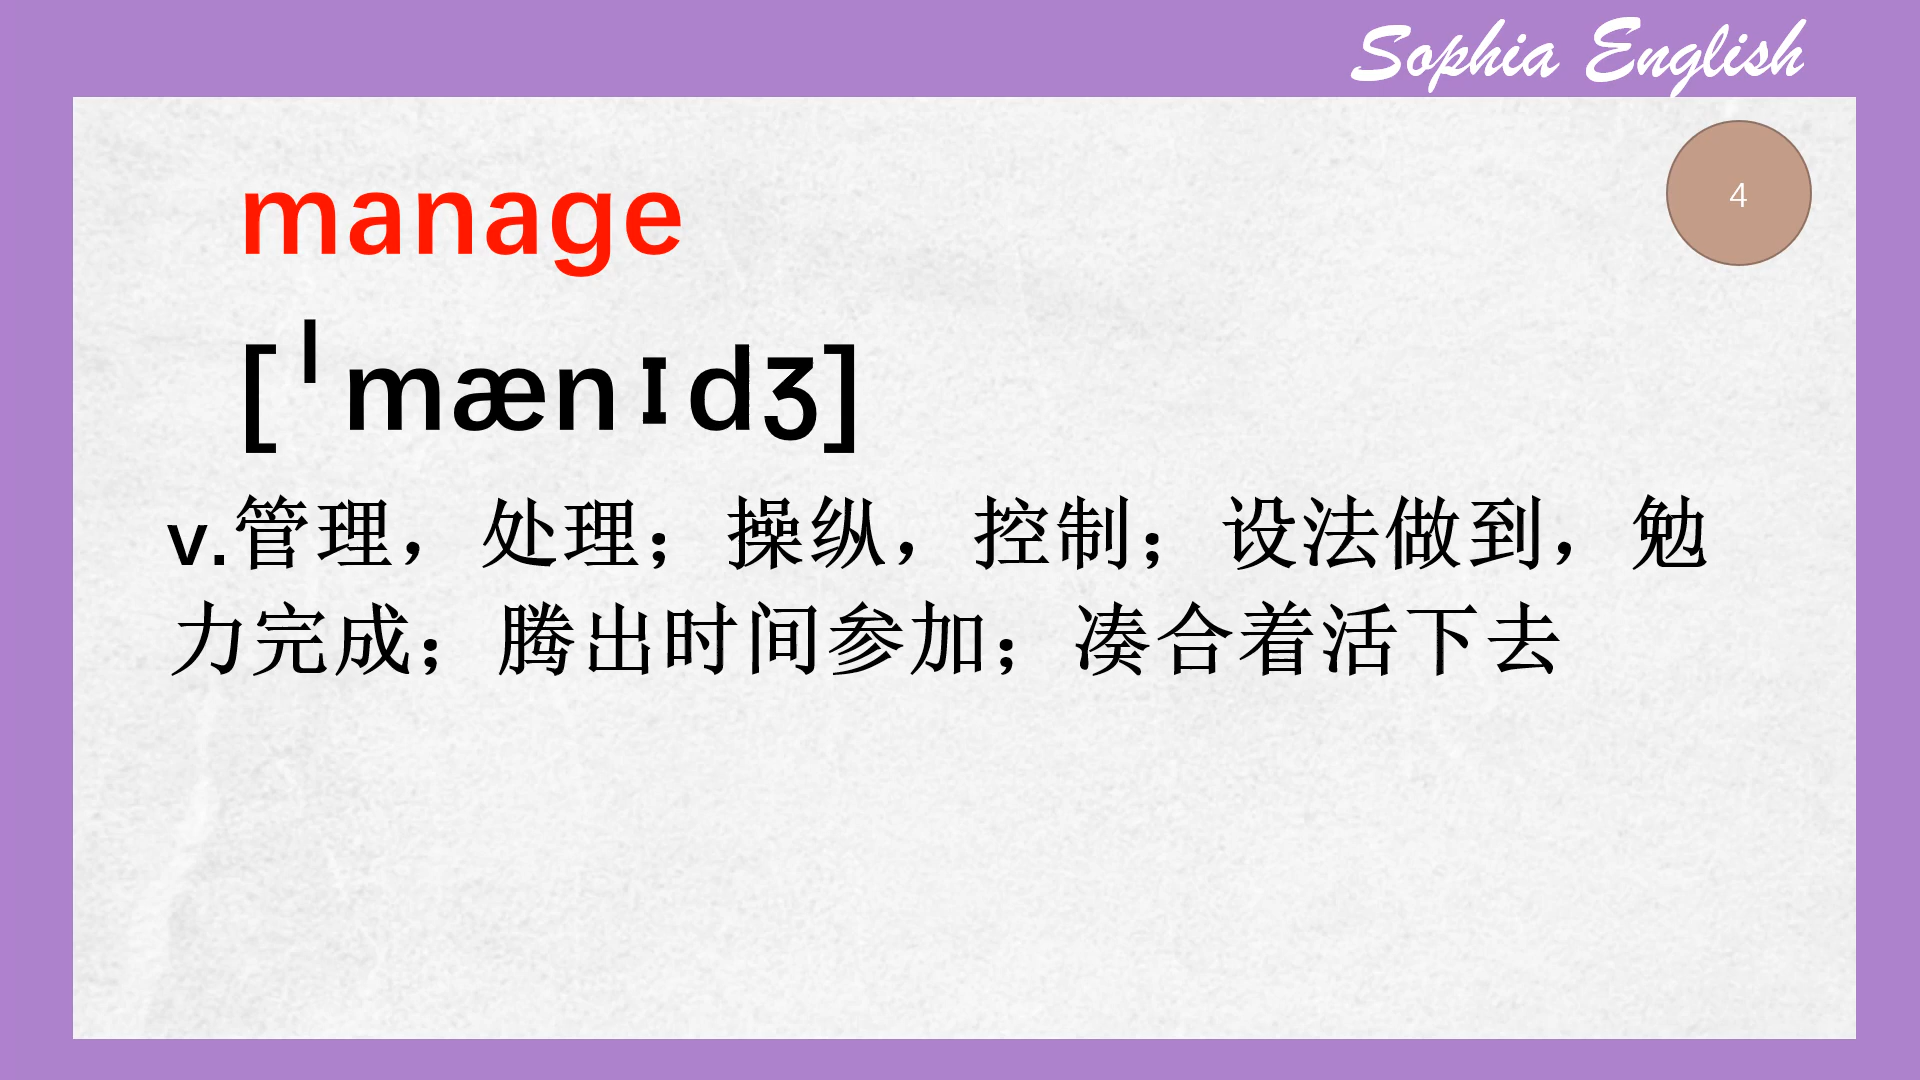 Sophia English
4
manage
[ˈmænɪdʒ]
v.管理，处理；操纵，控制；设法做到，勉
力完成；腾出时间参加；凑合着活下去